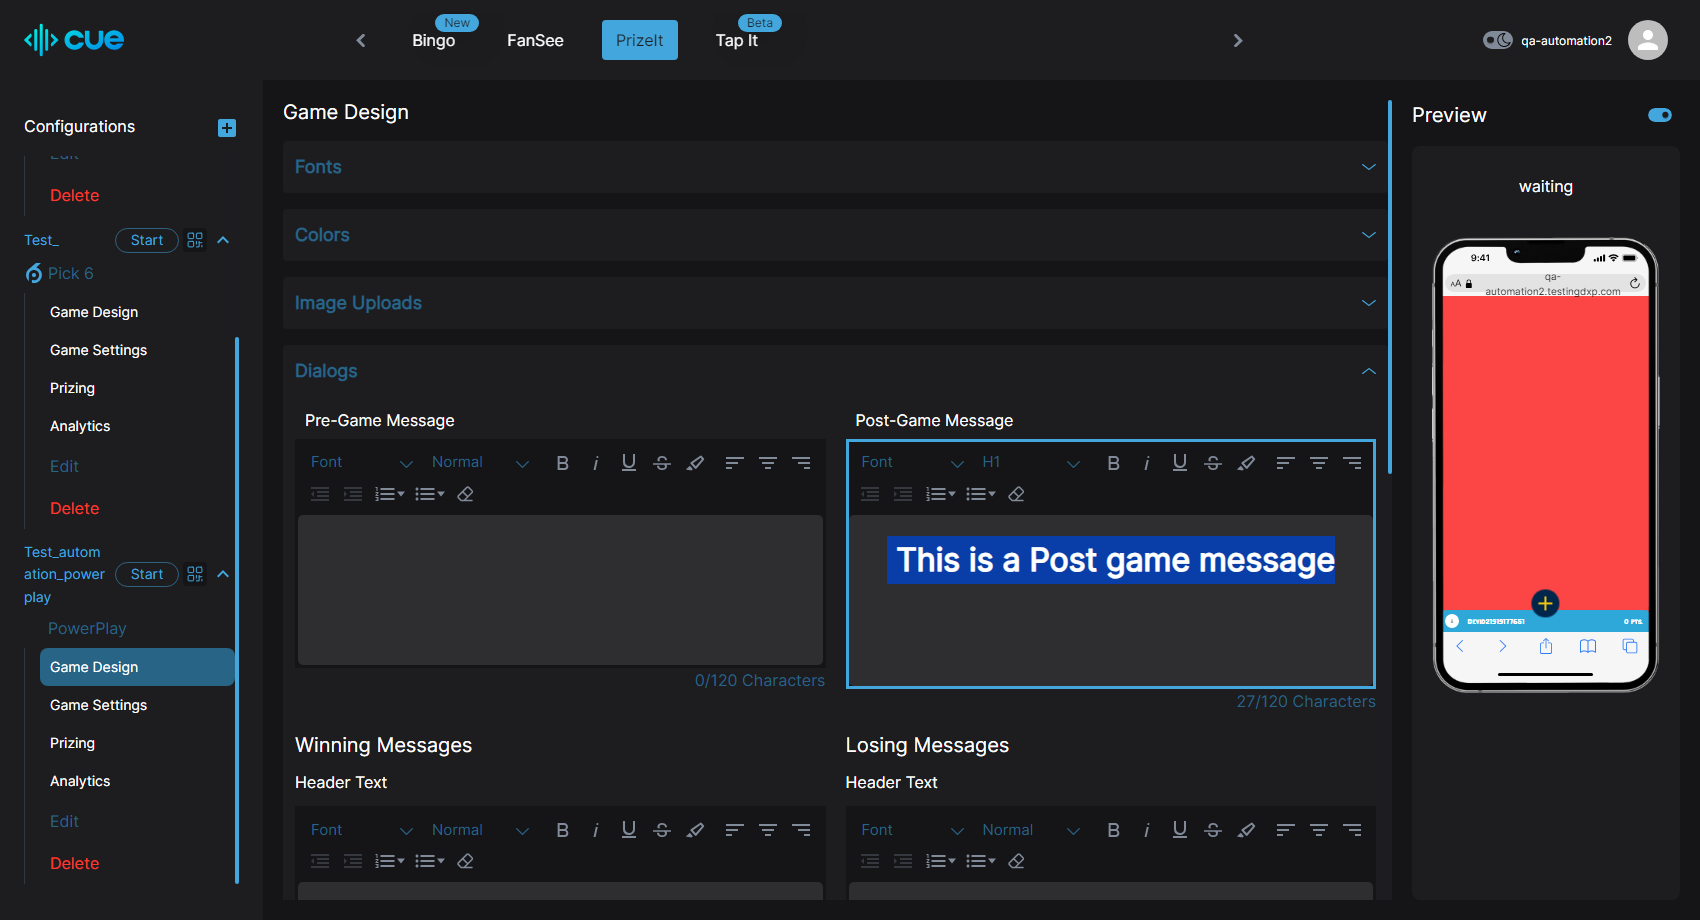 cue
New
Bingo
FanSee
PrizeIt
Beta
Tap It
qa-automation2
Configurations
Edit
Delete
Test_
Start
Pick 6
Game Design
Game Settings
Prizing
Analytics
Edit
Delete
Test_autom
ation_power
play
Start
PowerPlay
Game Design
Game Settings
Prizing
Analytics
Edit
Delete
Game Design
Fonts
Colors
Image Uploads
Dialogs
Pre-Game Message
Font
Normal
0/120 Characters
Post-Game Message
Font
H1
This is a Post game message
27/120 Characters
Winning Messages
Header Text
Font
Normal
Losing Messages
Header Text
Font
Normal
Preview
waiting
9:41
AA
qa-
automation2.testingdxp.com
0 PTS.